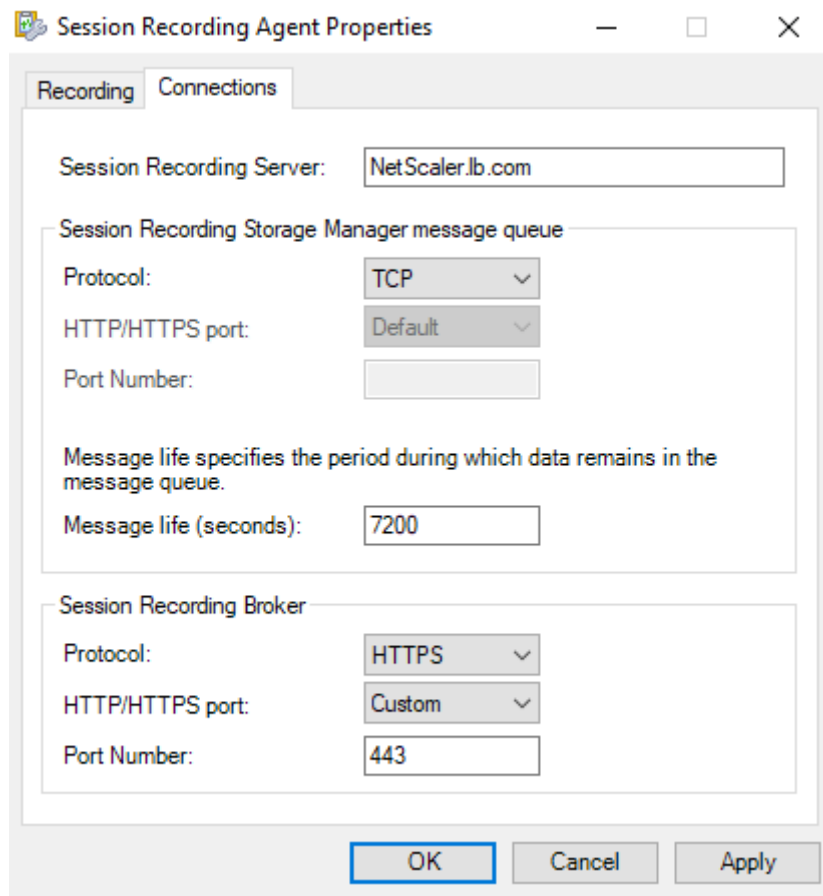 Session Recording Agent Properties
Recording
Connections
Session Recording Server:
NetScaler.lb.com
Session Recording Storage Manager message queue
Protocol:
TCP
HTTP/HTTPS port:
Default
Port Number:
Message life specifies the period during which data remains in the
message queue.
Message life (seconds):
7200
Session Recording Broker
Protocol:
HTTPS
HTTP/HTTPS port:
Custom
Port Number:
443
OK
Cancel
Apply